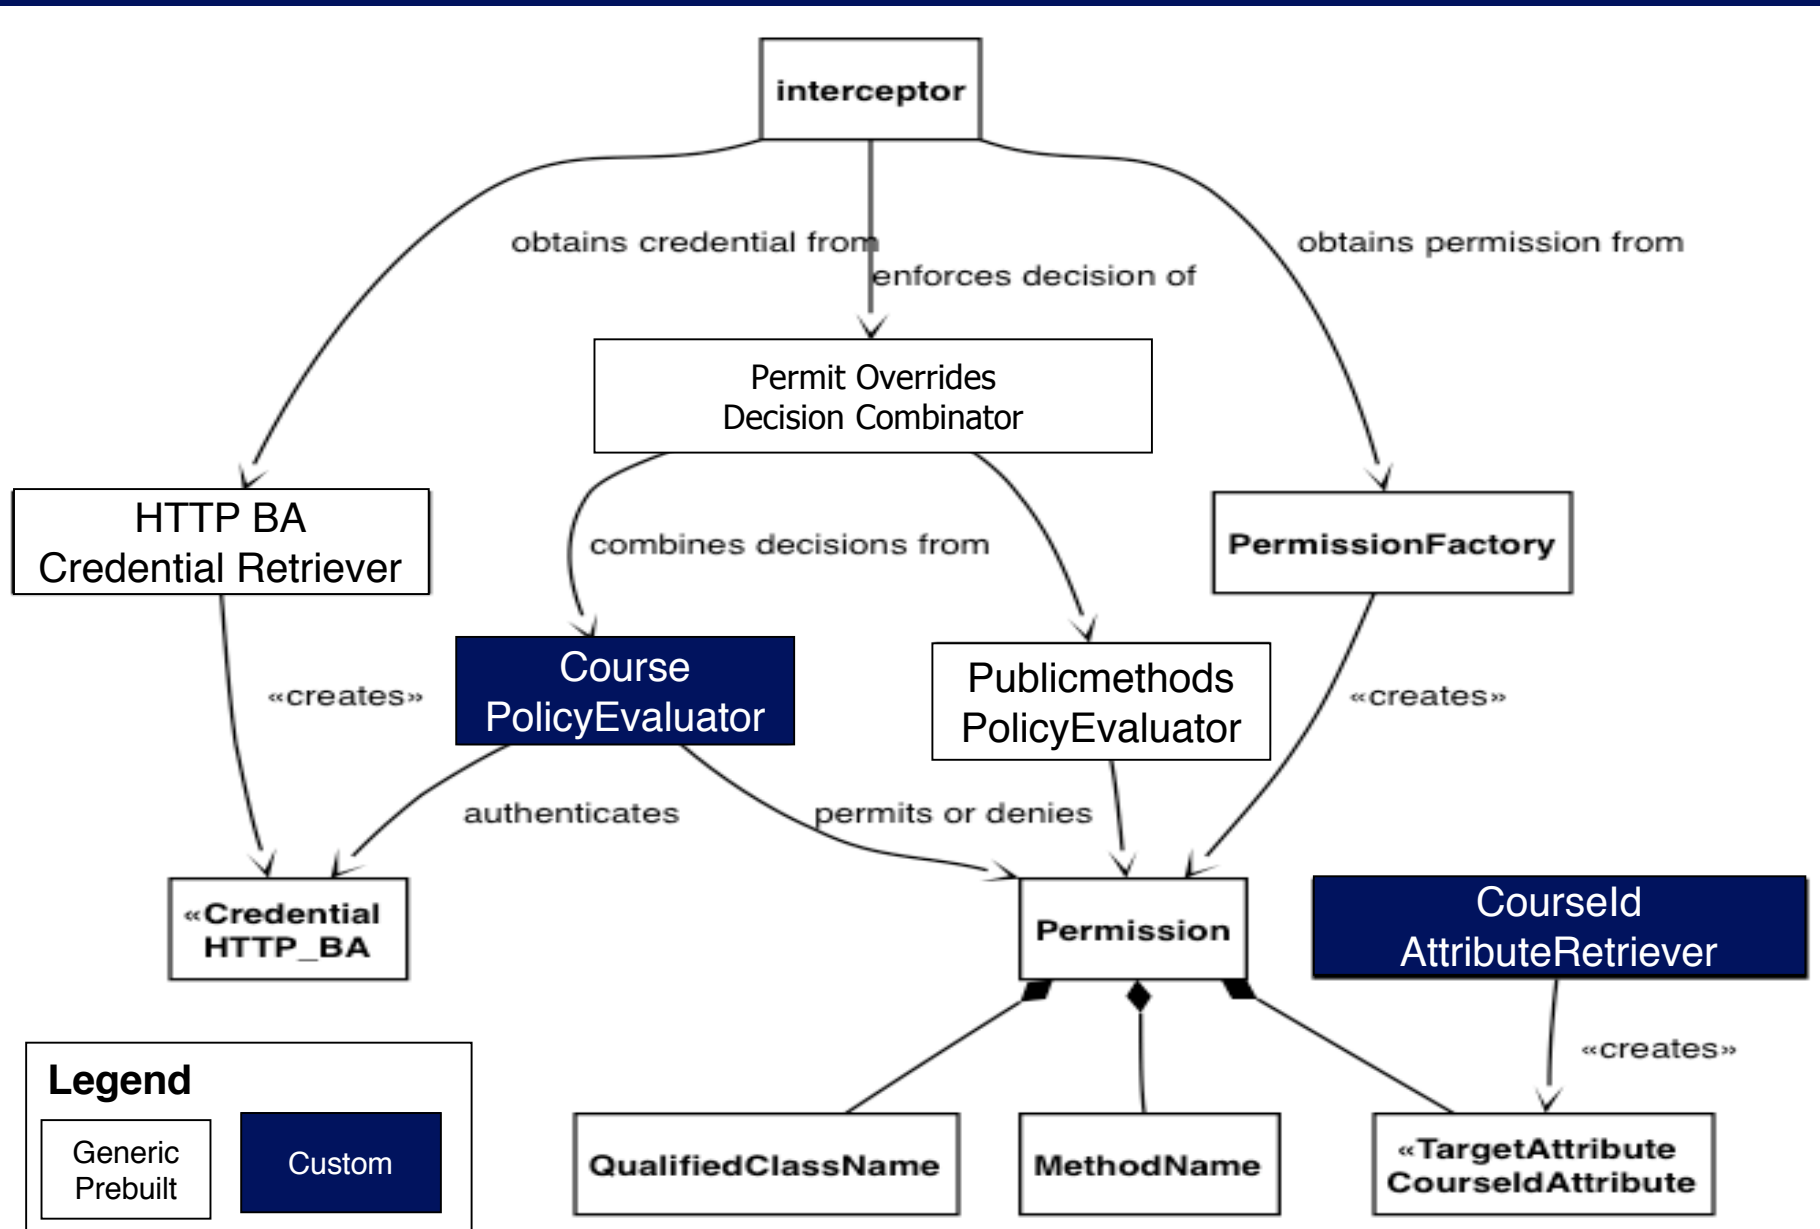 interceptor
obtains credential from
obtains permission from
enforces decision of
Permit Overrides
Decision Combinator
HTTP BA
Credential Retriever
combines decisions from
PermissionFactory
Course
PolicyEvaluator
Publicmethods
PolicyEvaluator
«creates»
«creates»
authenticates
permits or denies
«Credential
HTTP_BA
Permission
CourseId
AttributeRetriever
«creates»
Legend
Generic
Prebuilt
Custom
QualifiedClassName
MethodName
«TargetAttribute
CourseIdAttribute